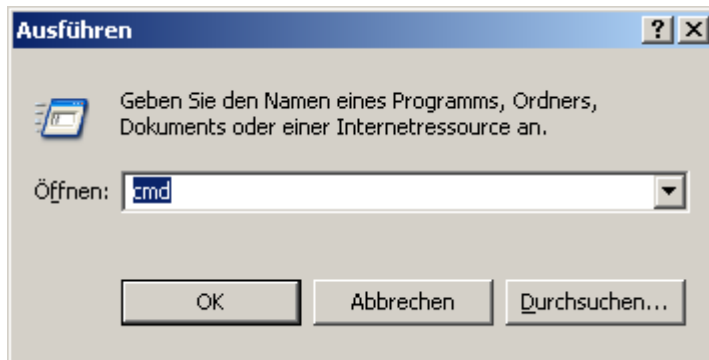 Ausführen
Geben Sie den Namen eines Programms, Ordners,
Dokuments oder einer Internetressource an.
Öffnen: cmd
OK Abbrechen Durchsuchen...